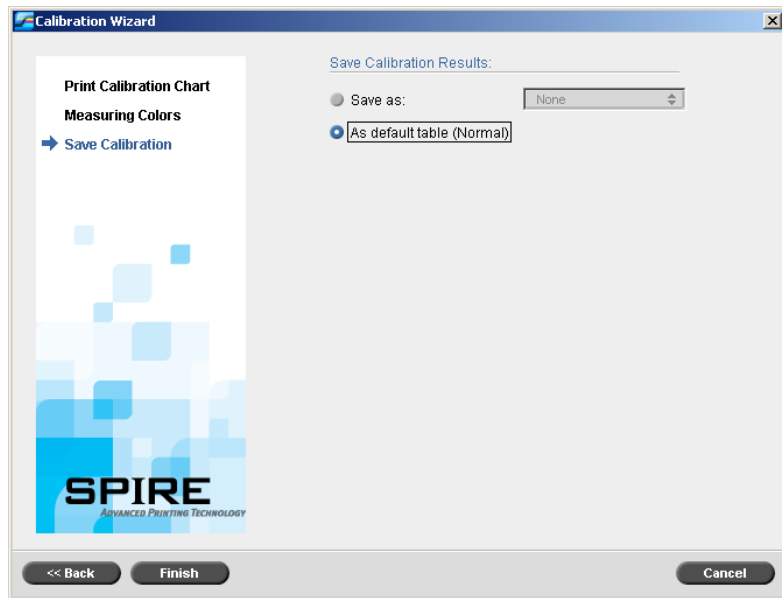 Calibration Wizard
Print Calibration Chart
Measuring Colors
Save Calibration
Save Calibration Results:
Save as: None
As default table (Normal)
SPIRE
ADVANCED PRINTING TECHNOLOGY
<< Back Finish Cancel